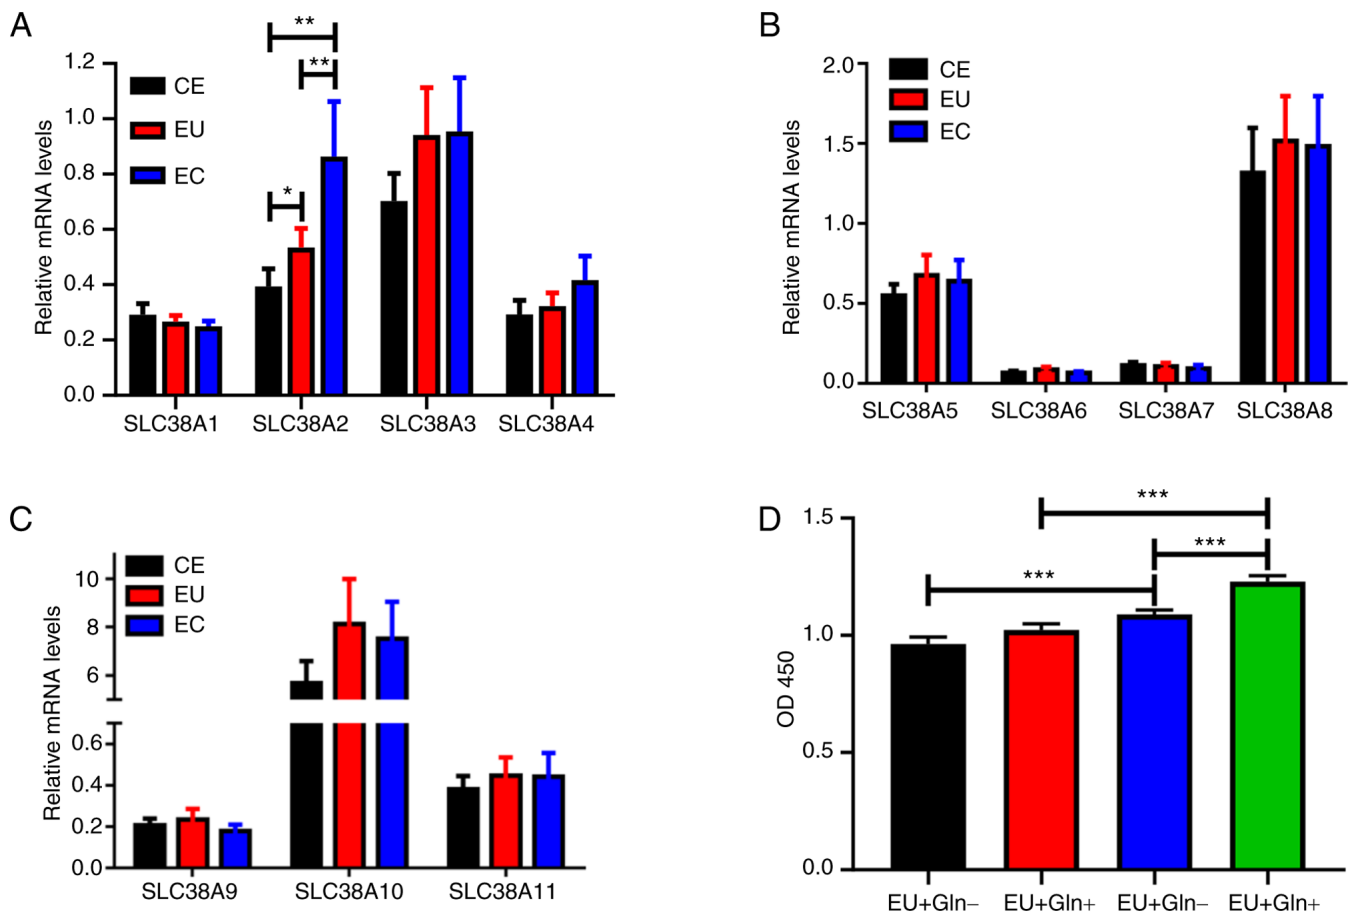 A
**
**
*
1.2
1.0
0.8
0.6
0.4
0.2
0.0
Relative mRNA levels
CE
EU
EC
SLC38A1 SLC38A2 SLC38A3 SLC38A4
B
2.0
1.5
1.0
0.5
0.0
Relative mRNA levels
CE
EU
EC
SLC38A5 SLC38A6 SLC38A7 SLC38A8
C
10
8
6
0.6
0.4
0.2
0.0
Relative mRNA levels
CE
EU
EC
SLC38A9 SLC38A10 SLC38A11
D
***
***
***
1.5
1.0
0.5
0.0
OD 450
EU+Gln− EU+Gln+ EU+Gln− EU+Gln+